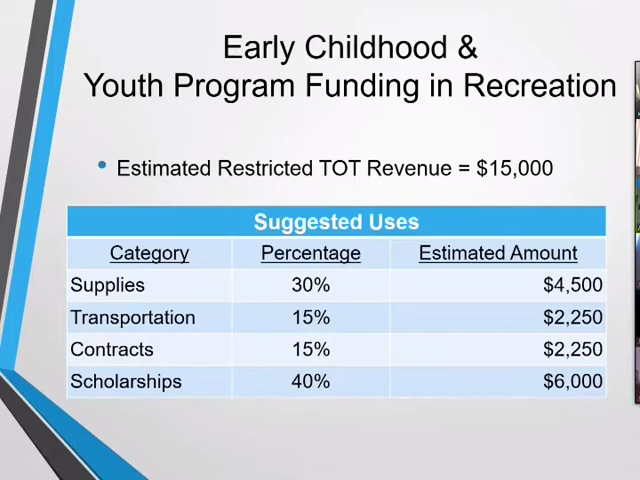 Early Childhood &
Youth Program Funding in Recreation
• Estimated Restricted TOT Revenue = $15,000
Suggested Uses
Category Percentage Estimated Amount
Supplies 30% $4,500
Transportation 15% $2,250
Contracts 15% $2,250
Scholarships 40% $6,000